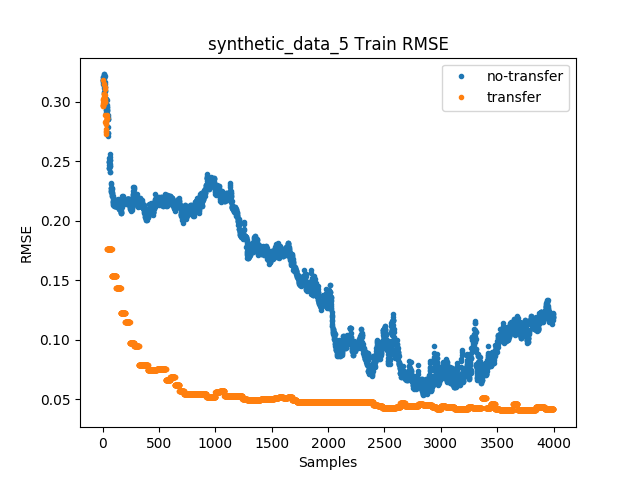 synthetic_data_5 Train RMSE
no-transfer
transfer
RMSE
0.30
0.25
0.20
0.15
0.10
0.05
0 500 1000 1500 2000 2500 3000 3500 4000
Samples